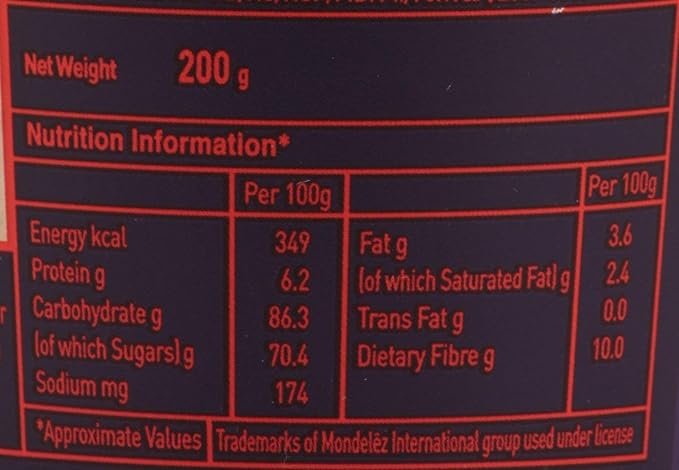 Net Weight 200 g
Nutrition Information*
Per 100g Per 100g
Energy kcal 349 Fat g 3.6
Protein g 6.2 (of which Saturated Fat) g 2.4
Carbohydrate g 86.3 Trans Fat g 0.0
(of which Sugars) g 70.4 Dietary Fibre g 10.0
Sodium mg 174
*Approximate Values Trademarks of Mondelēz International group used under license